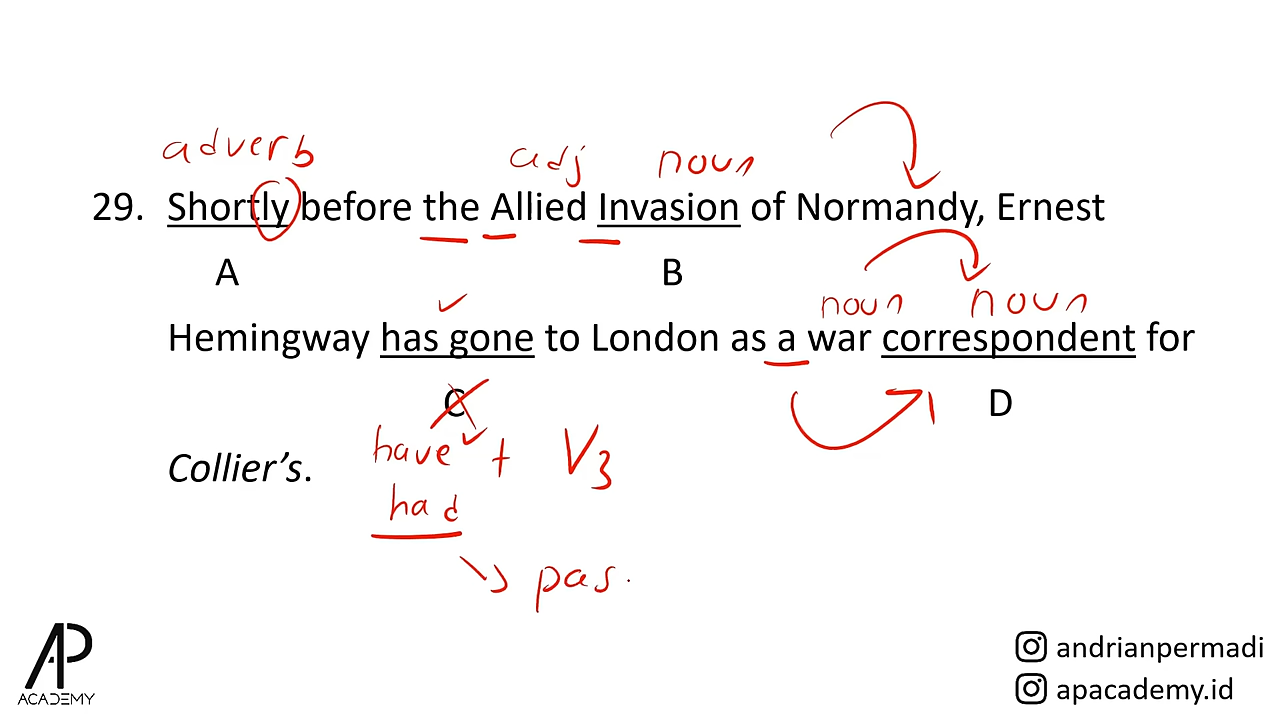 adverb adj noun
29. Shortly before the Allied Invasion of Normandy, Ernest
A B
noun noun
Hemingway has gone to London as a war correspondent for
C D
have + V3
Collier's.
had
pas
AP
ACADEMY
andrianpermadi
apacademy.id